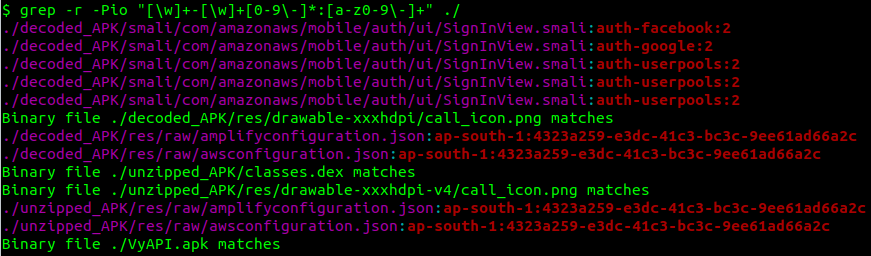 $ grep -r -Pio "[\w]+-[\w]+[0-9\-]*:[a-z0-9\-]+" ./
./decoded_APK/smali/com/amazonaws/mobile/auth/ui/SignInView.smali:auth-facebook:2
./decoded_APK/smali/com/amazonaws/mobile/auth/ui/SignInView.smali:auth-google:2
./decoded_APK/smali/com/amazonaws/mobile/auth/ui/SignInView.smali:auth-userpools:2
./decoded_APK/smali/com/amazonaws/mobile/auth/ui/SignInView.smali:auth-userpools:2
./decoded_APK/smali/com/amazonaws/mobile/auth/ui/SignInView.smali:auth-userpools:2
Binary file ./decoded_APK/res/drawable-xxxhdpi/call_icon.png matches
./decoded_APK/res/raw/amplifyconfiguration.json:ap-south-1:4323a259-e3dc-41c3-bc3c-9ee61ad66a2c
./decoded_APK/res/raw/awsconfiguration.json:ap-south-1:4323a259-e3dc-41c3-bc3c-9ee61ad66a2c
Binary file ./unzipped_APK/classes.dex matches
Binary file ./unzipped_APK/res/drawable-xxxhdpi-v4/call_icon.png matches
./unzipped_APK/res/raw/amplifyconfiguration.json:ap-south-1:4323a259-e3dc-41c3-bc3c-9ee61ad66a2c
./unzipped_APK/res/raw/awsconfiguration.json:ap-south-1:4323a259-e3dc-41c3-bc3c-9ee61ad66a2c
Binary file ./VyAPI.apk matches